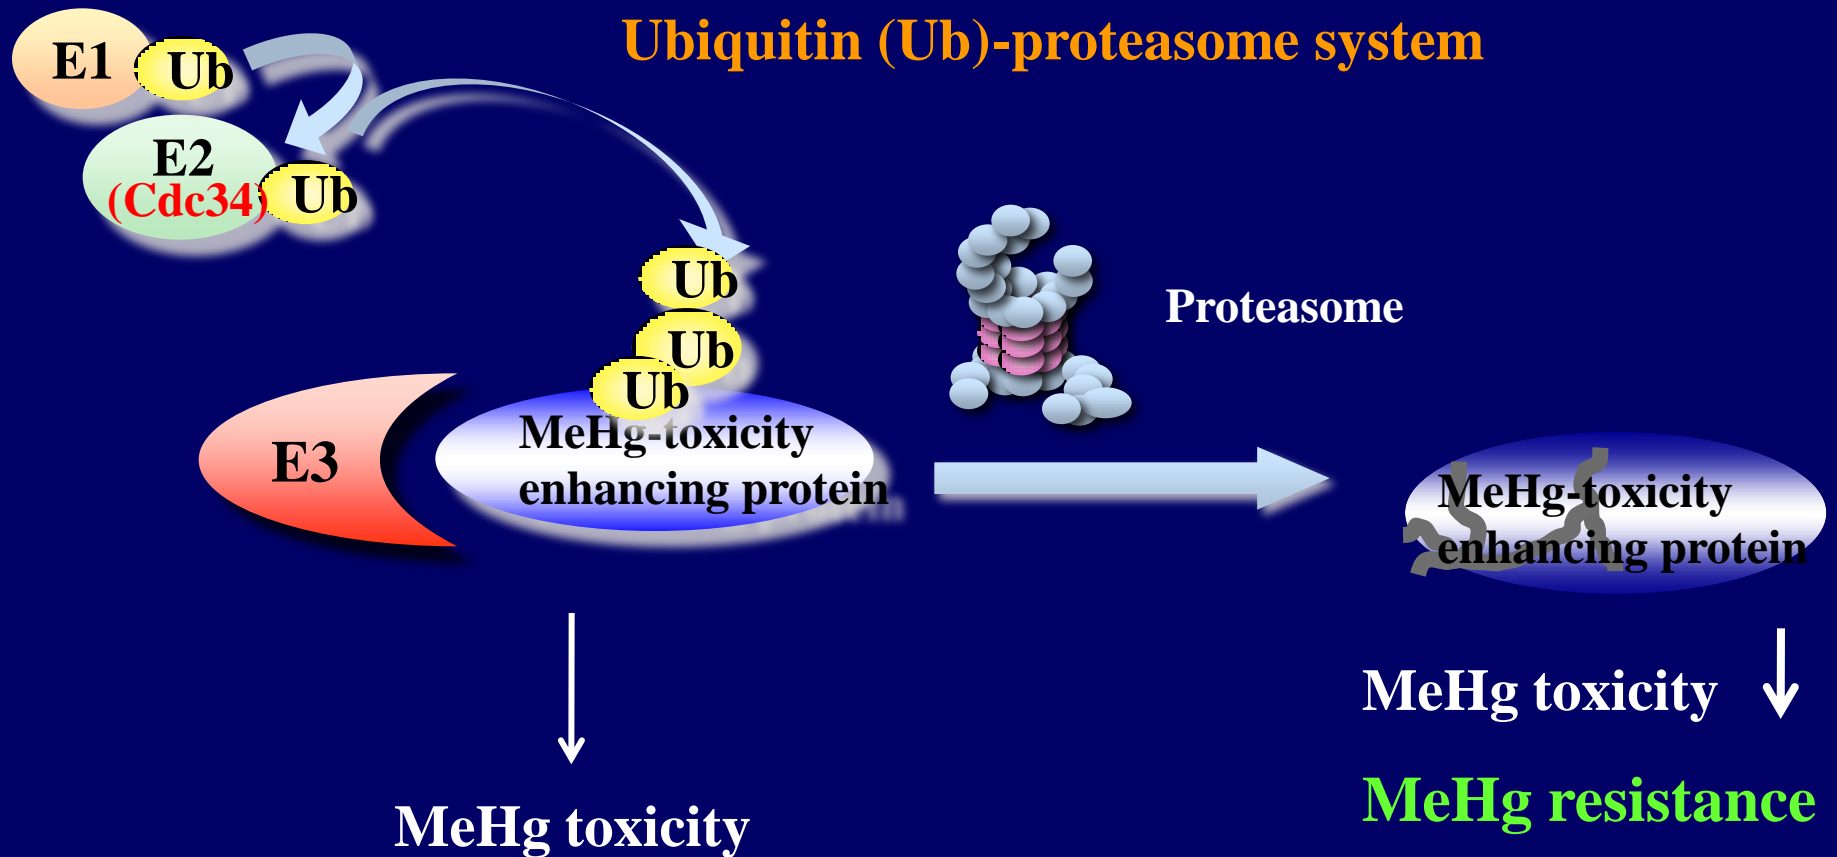 Ubiquitin (Ub)-proteasome system
E1
Ub
E2
(Cdc34)
Ub
Ub
Ub
Ub
Proteasome
E3
MeHg-toxicity
enhancing protein
MeHg-toxicity
enhancing protein
MeHg toxicity
MeHg resistance
MeHg toxicity